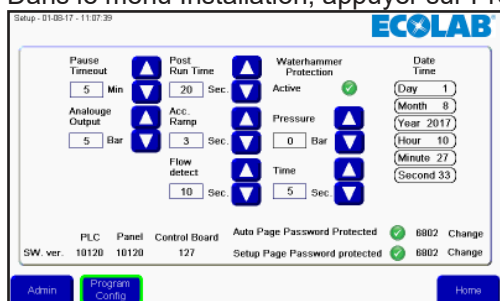 Dans le menu Installation, appuyer sur Pr
Setup - 01-08-17 - 11:07:39
ECOLAB
Pause Timeout
5 Min
Post Run Time
20 Sec.
Waterhammer Protection
Active
Date Time
Day 1
Month 8
Year 2017
Hour 10
Minute 27
Second 33
Analouge Output
5 Bar
Acc. Ramp
3 Sec.
Pressure
0 Bar
Flow detect
10 Sec.
Time
5 Sec.
PLC Panel Control Board
SW. ver. 10120 10120 127
Auto Page Password Protected 6802 Change
Setup Page Password protected 6802 Change
Admin
Program Config
Home